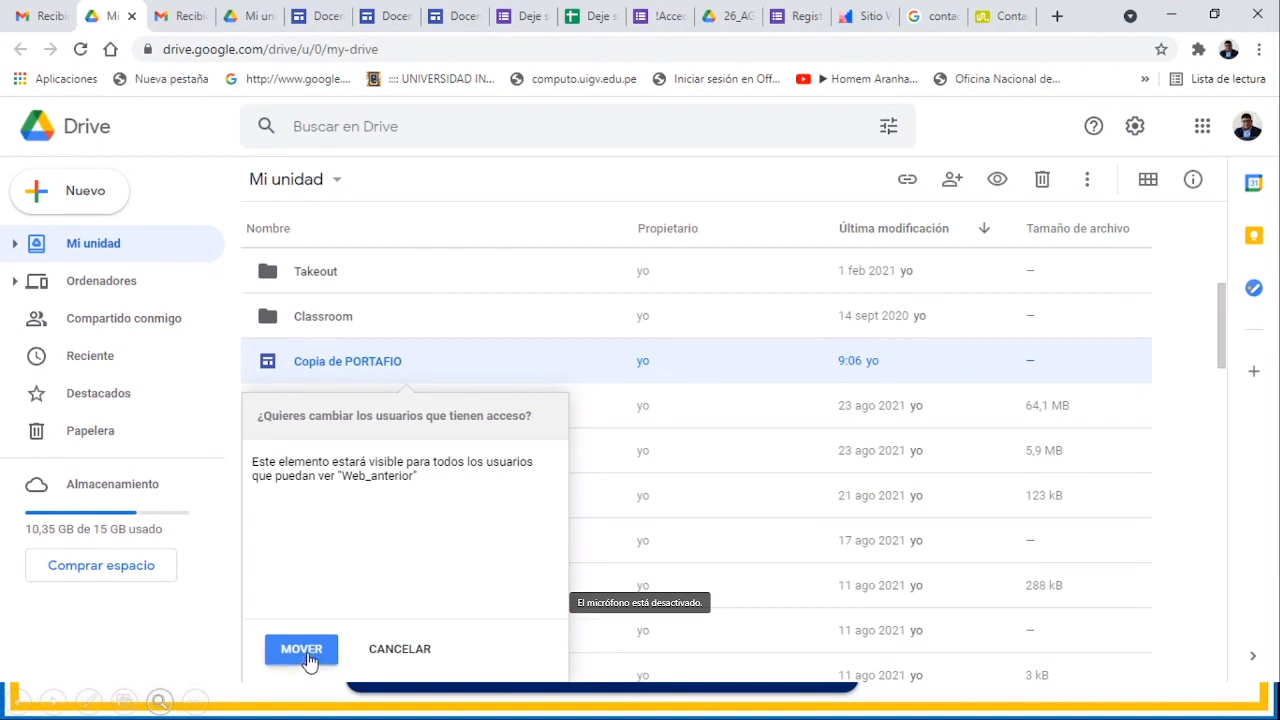 Recibi
Mi
Recibi
Mi un
Docen
Docen
Docen
Deje s
Deje s
!Acce
26_AG
Regist
Sitio V
conta
Conta
drive.google.com/drive/u/0/my-drive
Aplicaciones
Nueva pestaña
http://www.google....
:::: UNIVERSIDAD IN...
computo.uigv.edu.pe
Iniciar sesión en Off...
▶ Homem Aranha...
Oficina Nacional de...
»
Lista de lectura
Drive
Buscar en Drive
Nuevo
Mi unidad
Nombre
Propietario
Última modificación
Tamaño de archivo
Mi unidad
Ordenadores
Compartido conmigo
Reciente
Destacados
Papelera
Almacenamiento
10,35 GB de 15 GB usado
Comprar espacio
Takeout
yo
1 feb 2021 yo
—
Classroom
yo
14 sept 2020 yo
—
Copia de PORTAFIO
yo
9:06 yo
—
yo
23 ago 2021 yo
64,1 MB
yo
23 ago 2021 yo
5,9 MB
yo
21 ago 2021 yo
123 kB
yo
17 ago 2021 yo
—
yo
11 ago 2021 yo
288 kB
yo
11 ago 2021 yo
—
yo
11 ago 2021 yo
3 kB
¿Quieres cambiar los usuarios que tienen acceso?
Este elemento estará visible para todos los usuarios
que puedan ver "Web_anterior"
El micrófono está desactivado.
MOVER
CANCELAR
31